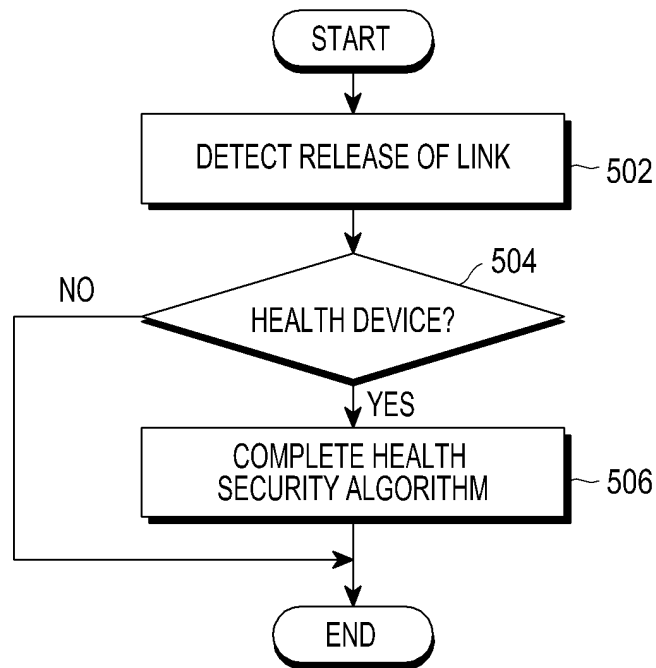 START
DETECT RELEASE OF LINK
502
504
NO
HEALTH DEVICE?
YES
COMPLETE HEALTH
SECURITY ALGORITHM
506
END